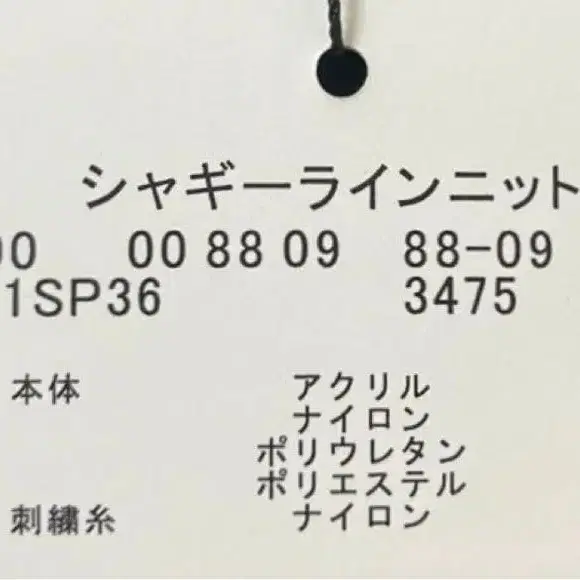 シャギーラインニット
00 00 88 09 88-09
1SP36 3475
本体 アクリル
ナイロン
ポリウレタン
ポリエステル
刺繍糸 ナイロン